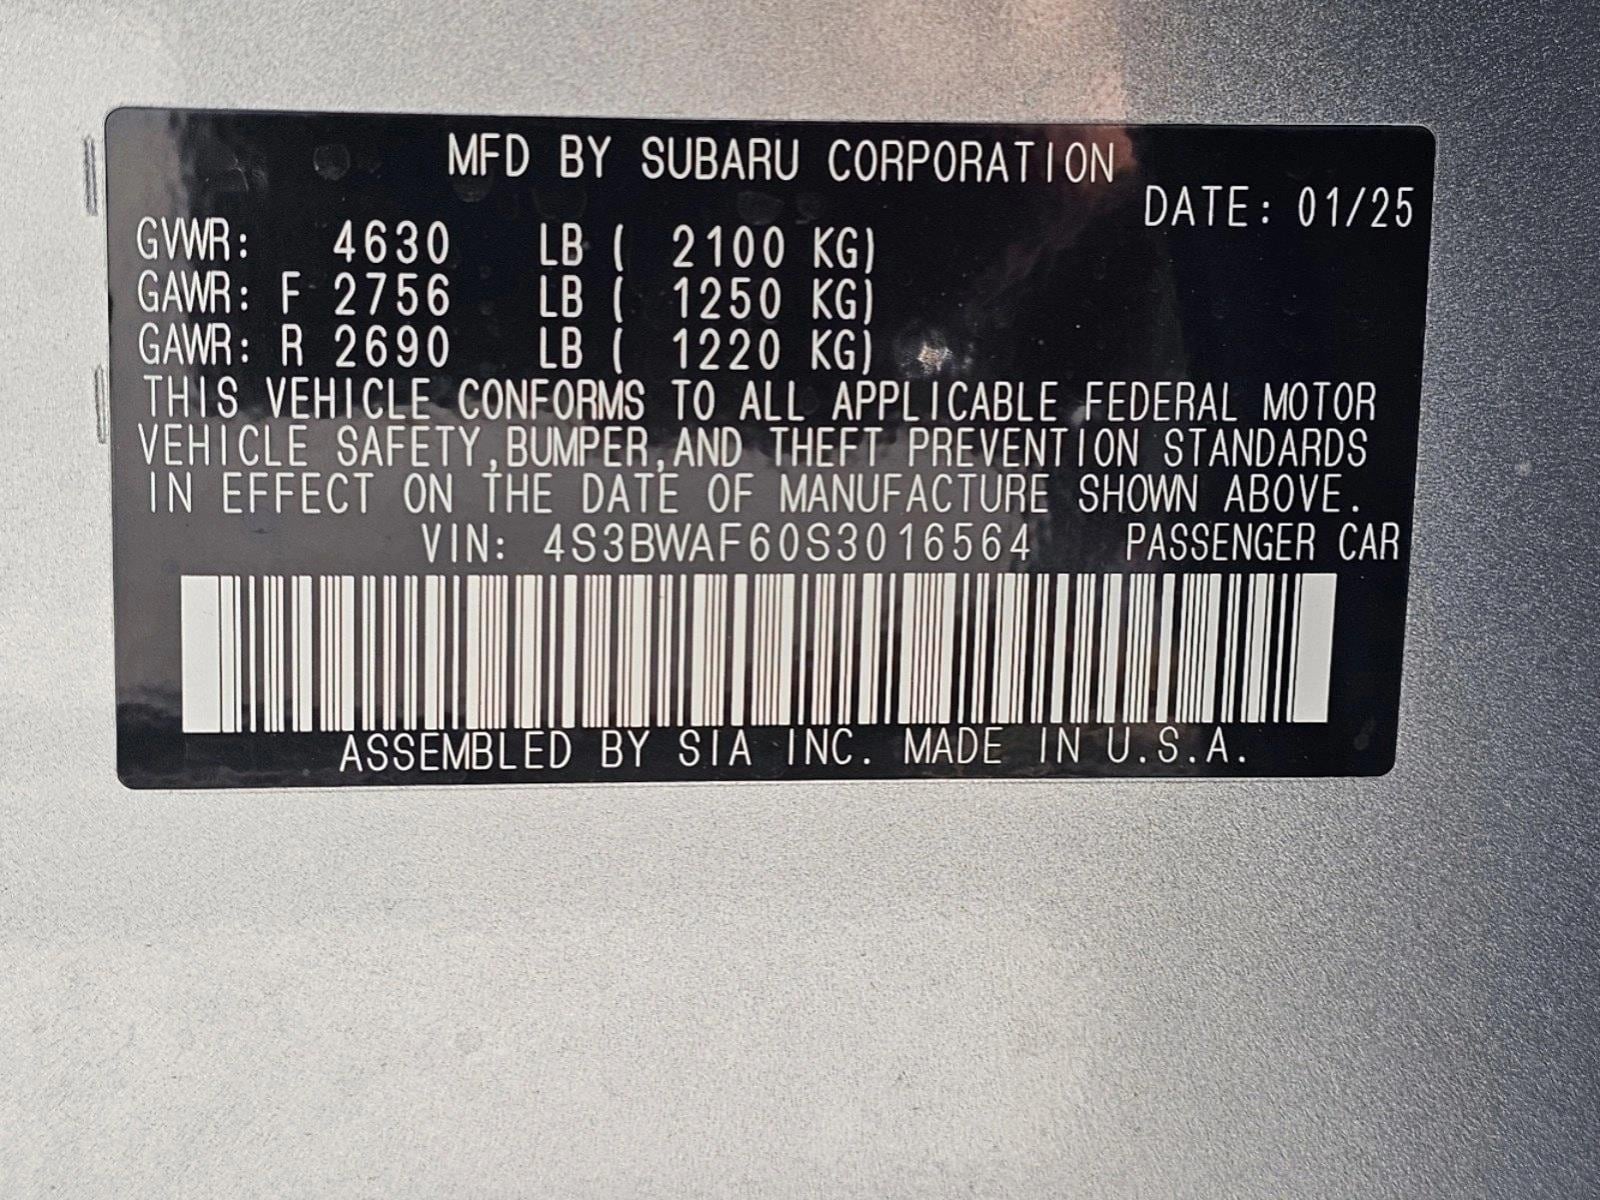 MFD BY SUBARU CORPORATION
DATE: 01/25
GVWR: 4630 LB ( 2100 KG)
GAWR: F 2756 LB ( 1250 KG)
GAWR: R 2690 LB ( 1220 KG)
THIS VEHICLE CONFORMS TO ALL APPLICABLE FEDERAL MOTOR
VEHICLE SAFETY,BUMPER,AND THEFT PREVENTION STANDARDS
IN EFFECT ON THE DATE OF MANUFACTURE SHOWN ABOVE.
VIN: 4S3BWAF60S3016564 PASSENGER CAR
ASSEMBLED BY SIA INC. MADE IN U.S.A.